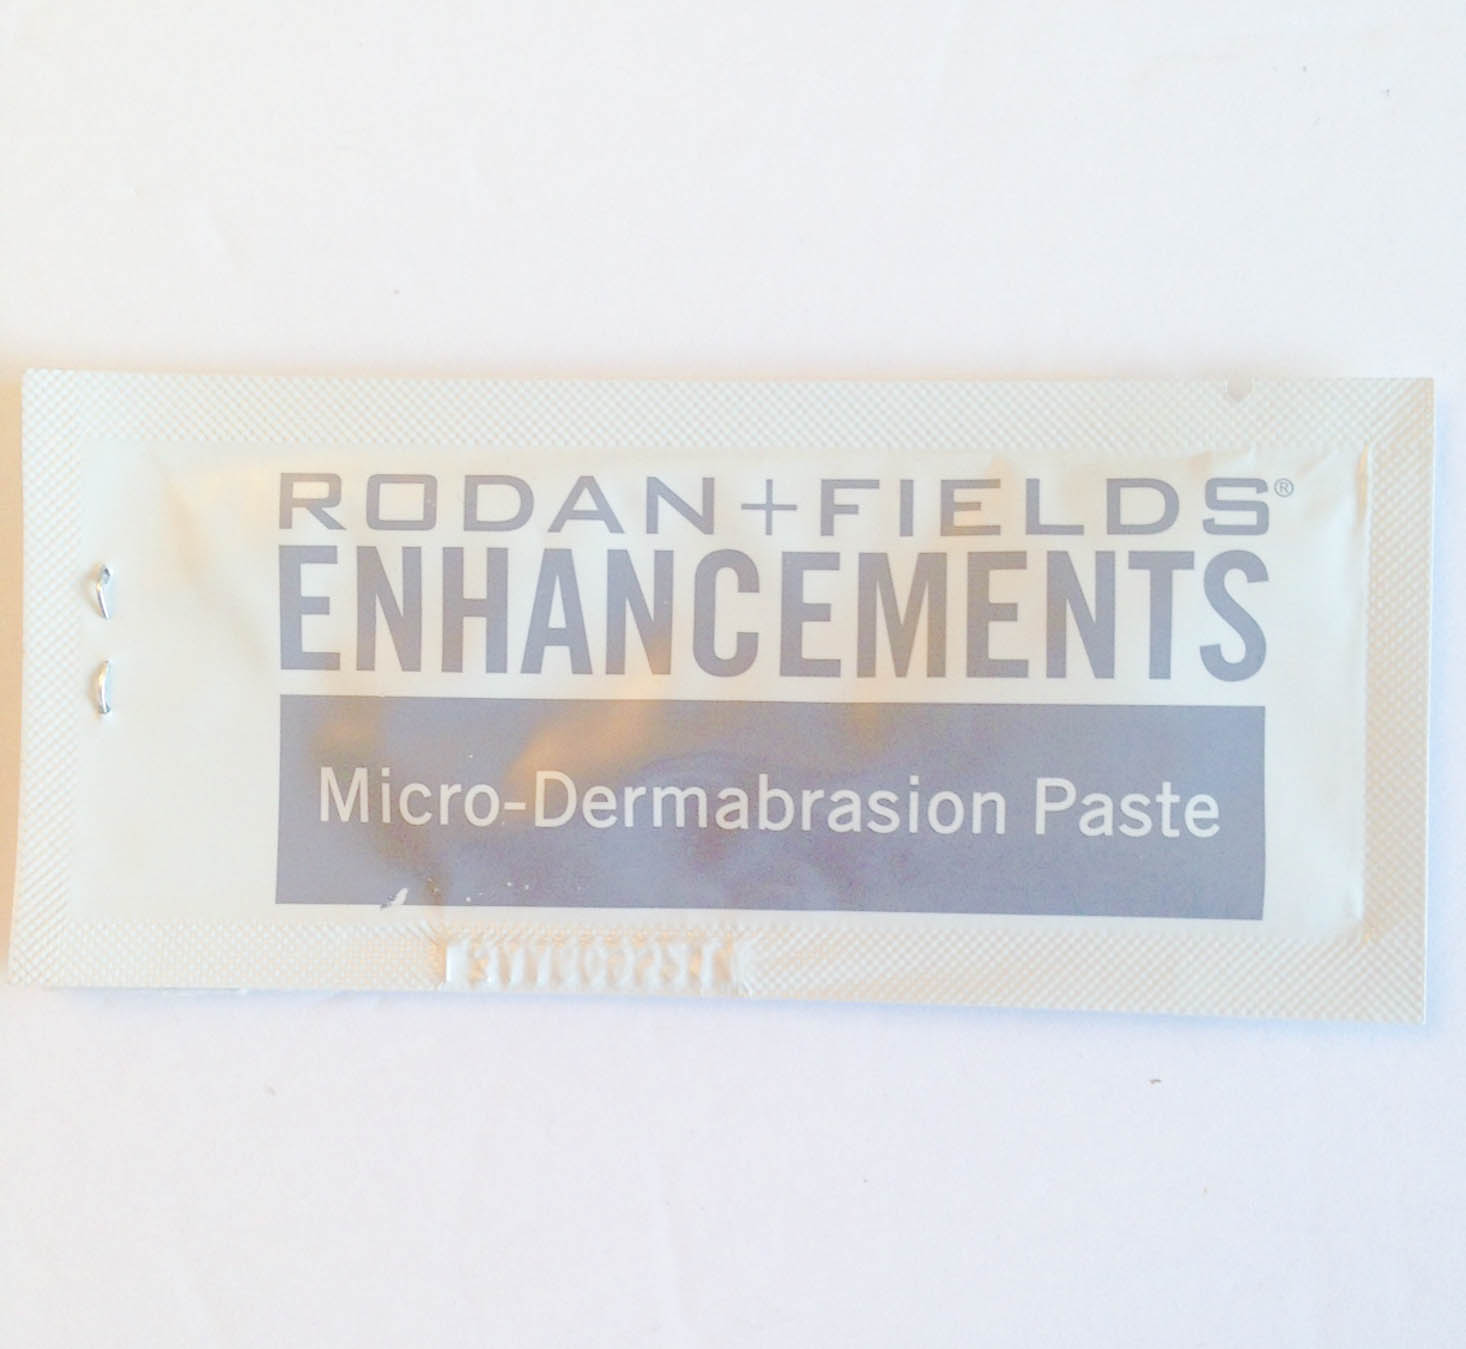 RODAN+FIELDS®
ENHANCEMENTS
Micro-Dermabrasion Paste